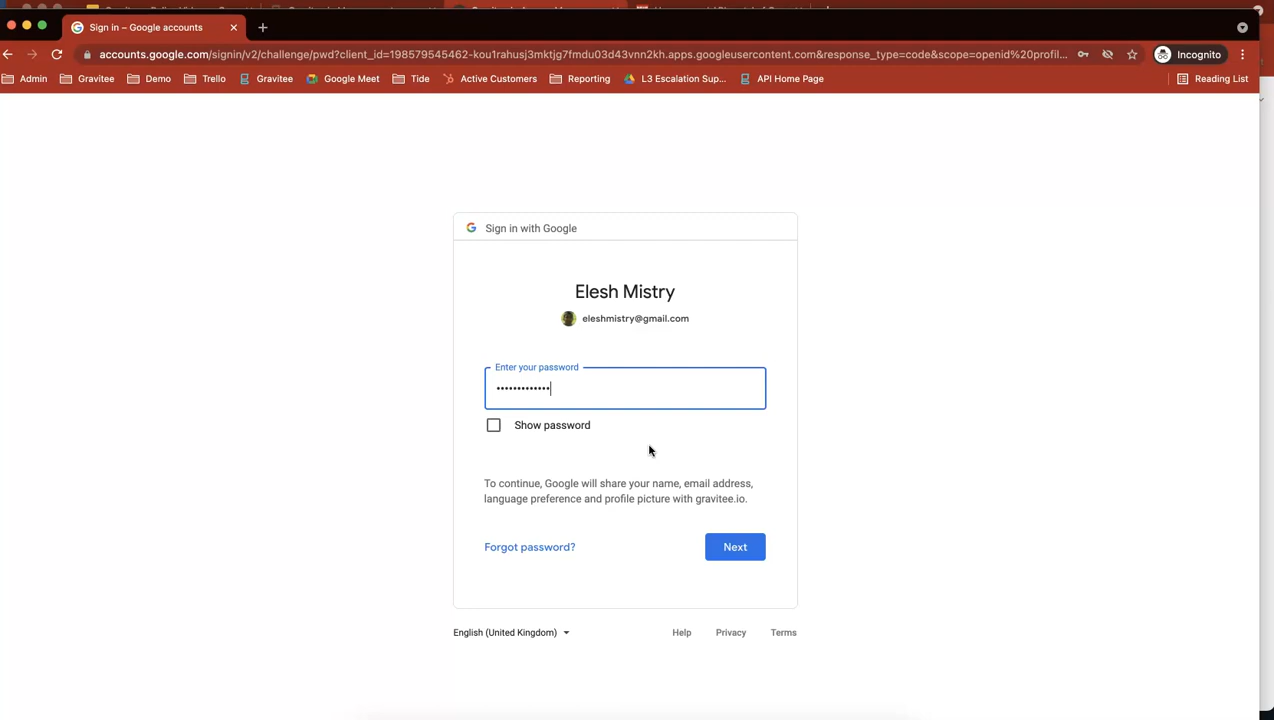 Sign in – Google accounts
accounts.google.com/signin/v2/challenge/pwd?client_id=198579545462-kou1rahusj3mktjg7fmdu03d43vnn2kh.apps.googleusercontent.com&response_type=code&scope=openid%20profil...
Incognito
Admin Gravitee Demo Trello Gravitee Google Meet Tide Active Customers Reporting L3 Escalation Sup... API Home Page Reading List
Sign in with Google
Elesh Mistry
eleshmistry@gmail.com
Enter your password
•••••••••••••
Show password
To continue, Google will share your name, email address,
language preference and profile picture with gravitee.io.
Forgot password? Next
English (United Kingdom) Help Privacy Terms